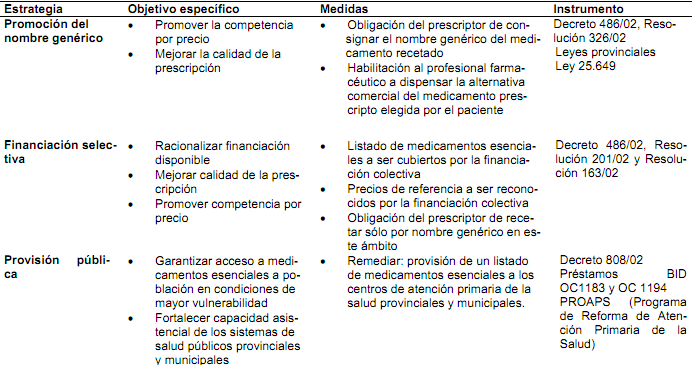 Estrategia Objetivo específico Medidas Instrumento
Promoción del
nombre genérico
• Promover la competencia
por precio
• Mejorar la calidad de la
prescripción
• Obligación del prescriptor de con-
signar el nombre genérico del medi-
camento recetado
• Habilitación al profesional farma-
céutico a dispensar la alternativa
comercial del medicamento pres-
cripto elegida por el paciente
Decreto 486/02, Reso-
lución 326/02
Leyes provinciales
Ley 25.649
Financiación selec-
tiva
• Racionalizar financiación
disponible
• Mejorar calidad de la pres-
cripción
• Promover competencia por
precio
• Listado de medicamentos esencia-
les a ser cubiertos por la financia-
ción colectiva
• Precios de referencia a ser recono-
cidos por la financiación colectiva
• Obligación del prescriptor de rece-
tar sólo por nombre genérico en es-
te ámbito
Decreto 486/02, Reso-
lución 201/02 y Resolu-
ción 163/02
Provisión públi-
ca
• Garantizar acceso a medi-
camentos esenciales a po-
blación en condiciones de
mayor vulnerabilidad
• Fortalecer capacidad asis-
tencial de los sistemas de
salud públicos provinciales
y municipales
• Remediar: provisión de un listado
de medicamentos esenciales a los
centros de atención primaria de la
salud provinciales y municipales.
Decreto 808/02
Préstamos BID
OC1183 y OC 1194
PROAPS (Programa
de Reforma de Aten-
ción Primaria de la
Salud)